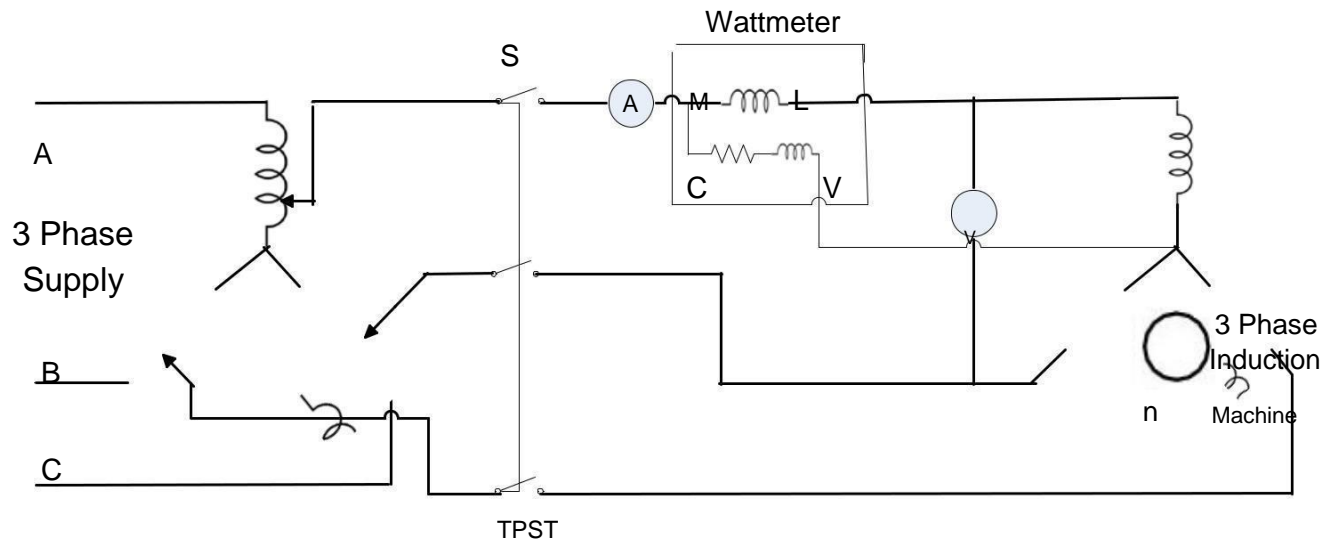 Wattmeter
S
A
M
L
A
C
V
3 Phase
Supply
V
3 Phase
Induction
B
n
Machine
C
TPST